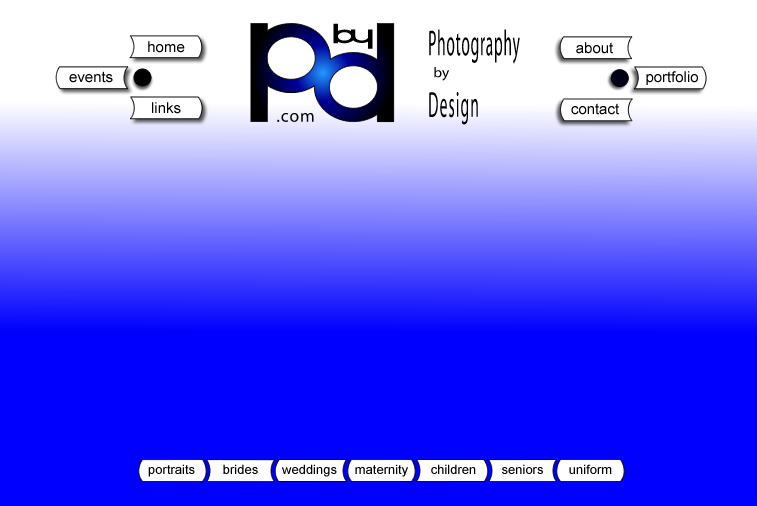 home
events
links
by
pd
.com
Photography
by
Design
about
portfolio
contact
portraits brides weddings maternity children seniors uniform